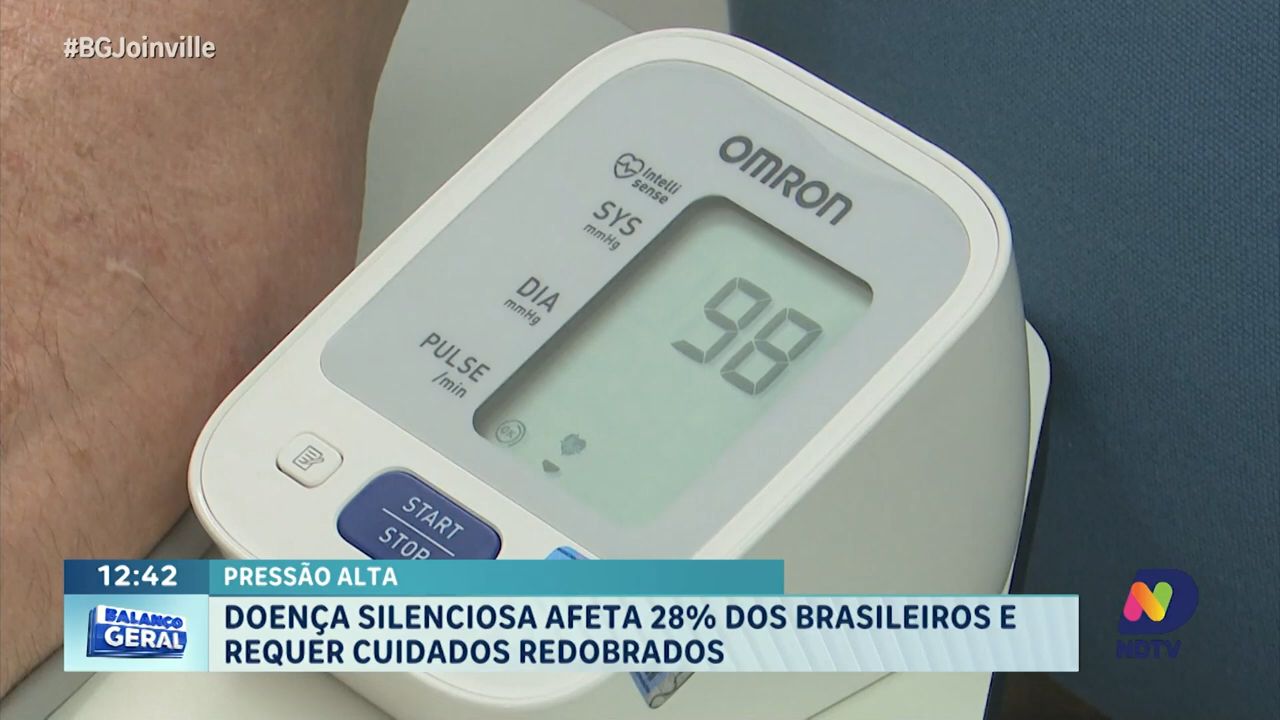 #BGJoinville
OMRON
Intelli
sense
SYS
mmHg
DIA
mmHg
PULSE
/min
98
OK
START
STOP
12:42
PRESSÃO ALTA
BALANÇO
GERAL
DOENÇA SILENCIOSA AFETA 28% DOS BRASILEIROS E
REQUER CUIDADOS REDOBRADOS
NDTV